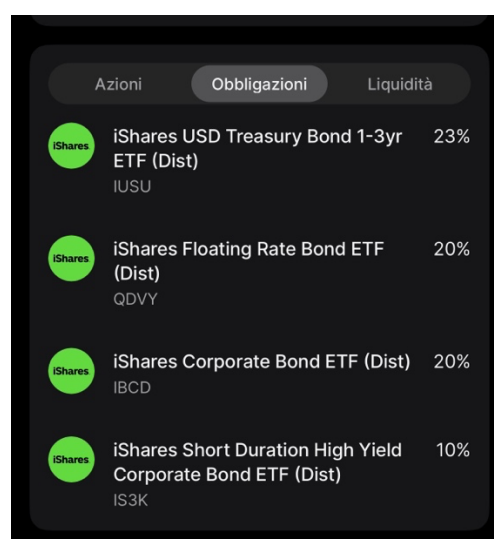 Azioni Obbligazioni Liquidità
iShares
iShares USD Treasury Bond 1-3yr 23%
ETF (Dist)
IUSU
iShares
iShares Floating Rate Bond ETF 20%
(Dist)
QDVY
iShares
iShares Corporate Bond ETF (Dist) 20%
IBCD
iShares
iShares Short Duration High Yield 10%
Corporate Bond ETF (Dist)
IS3K